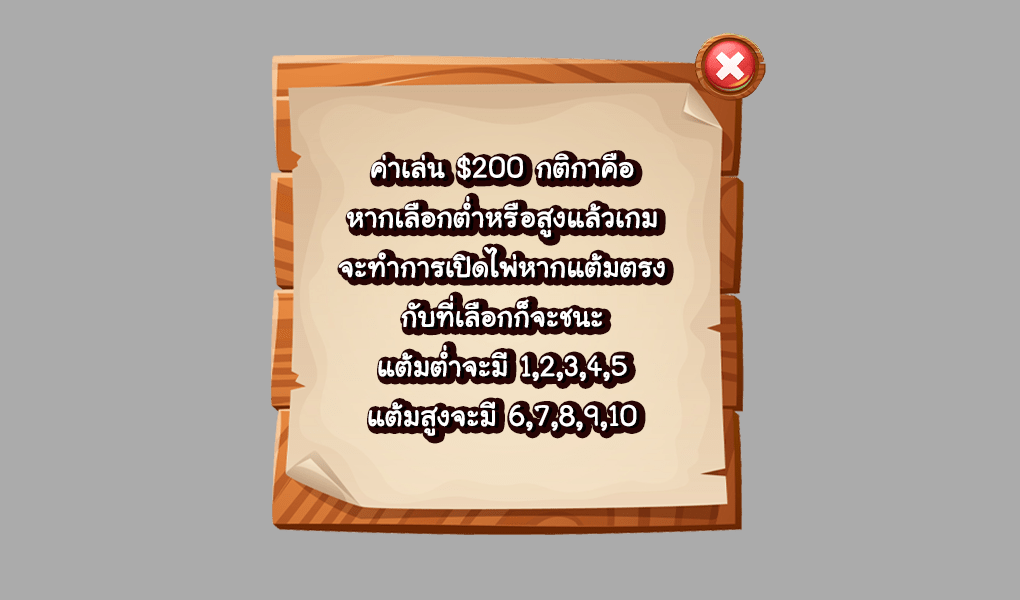 ค่าเล่น $200 กติกาคือ
หากเลือกต่ำหรือสูงแล้วเกม
จะทำการเปิดไพ่หากแต้มตรง
กับที่เลือกก็จะชนะ
แต้มต่ำจะมี 1,2,3,4,5
แต้มสูงจะมี 6,7,8,9,10